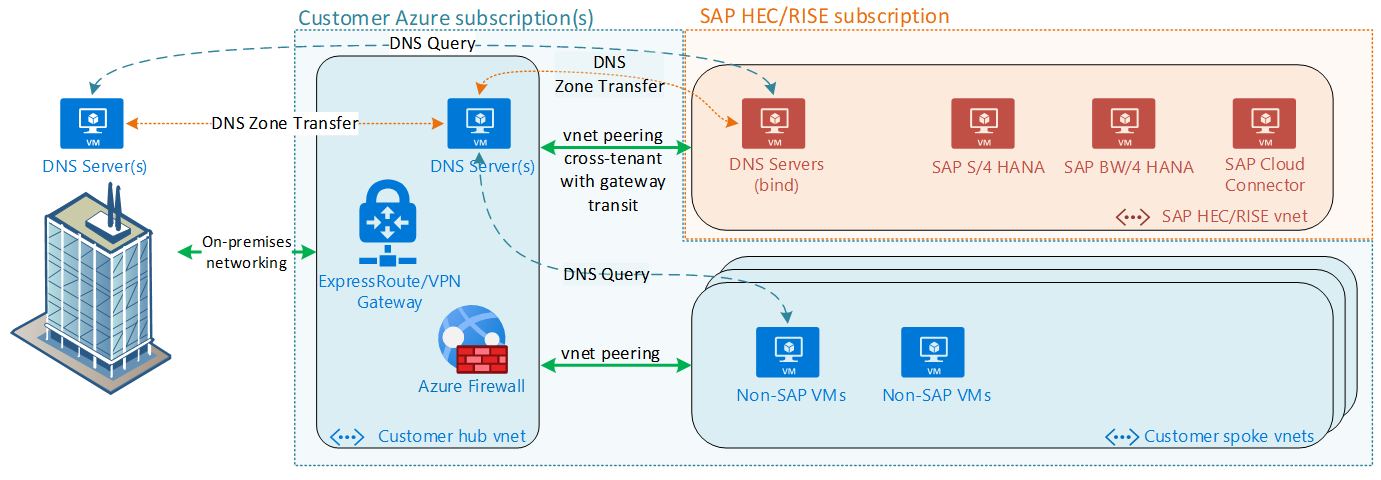 Customer Azure subscription(s)
SAP HEC/RISE subscription
DNS Query
DNS
Zone Transfer
VM
DNS Server(s)
DNS Zone Transfer
VM
DNS Server(s)
vnet peering
cross-tenant
with gateway
transit
VM
DNS Servers
(bind)
VM
SAP S/4 HANA
VM
SAP BW/4 HANA
VM
SAP Cloud
Connector
SAP HEC/RISE vnet
On-premises
networking
ExpressRoute/VPN
Gateway
DNS Query
Azure Firewall
vnet peering
VM
Non-SAP VMs
VM
Non-SAP VMs
Customer hub vnet
Customer spoke vnets